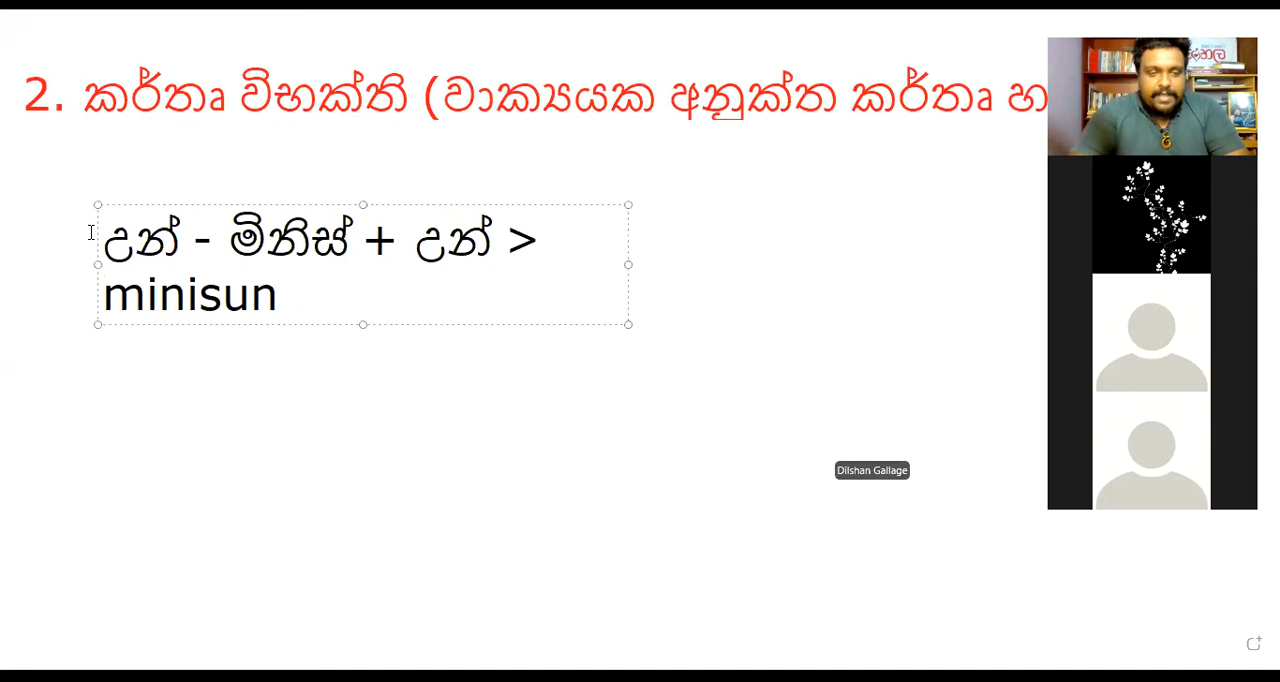 2. කර්තෘ විභක්ති (වාක්‍යයක අනුක්ත කර්තෘ හ
උන් - මිනිස් + උන් >
minisun
Dilshan Gallage